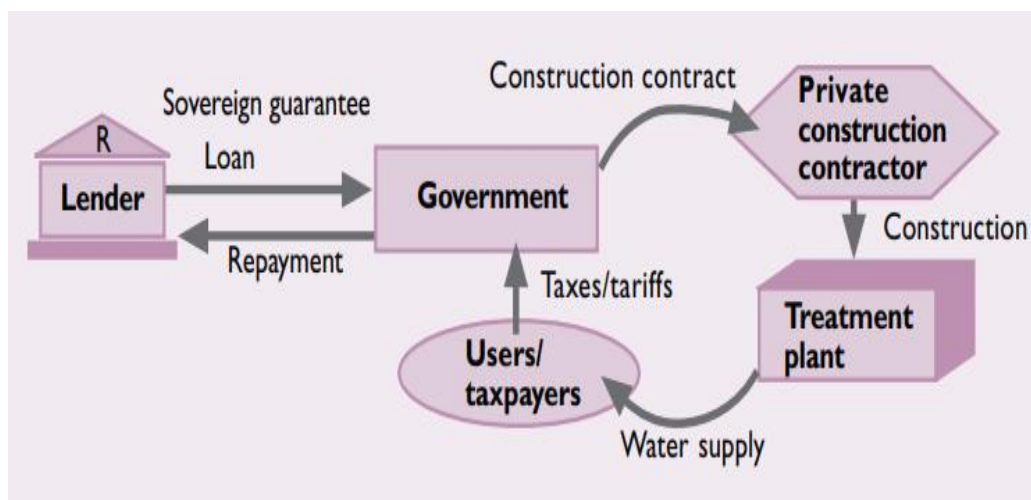 Sovereign guarantee
Loan
R
Lender
Repayment
Government
Construction contract
Private
construction
contractor
Construction
Treatment
plant
Taxes/tariffs
Users/
taxpayers
Water supply